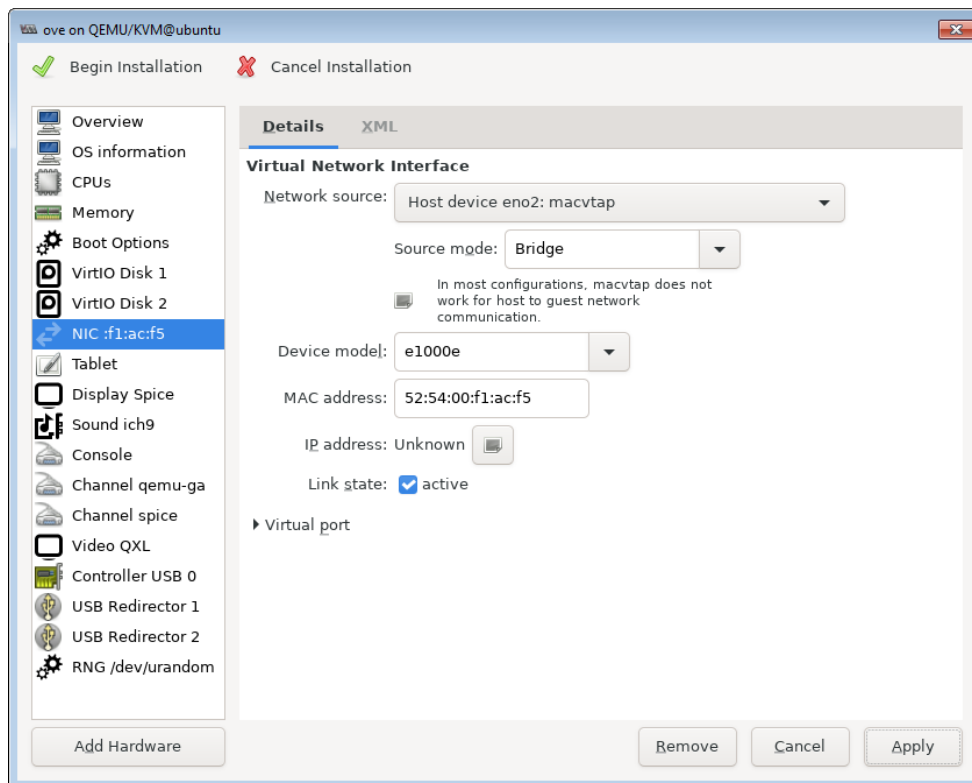 ove on QEMU/KVM@ubuntu
Begin Installation
Cancel Installation
Overview
OS information
CPUs
Memory
Boot Options
VirtIO Disk 1
VirtIO Disk 2
NIC :f1:ac:f5
Tablet
Display Spice
Sound ich9
Console
Channel qemu-ga
Channel spice
Video QXL
Controller USB 0
USB Redirector 1
USB Redirector 2
RNG /dev/urandom
Add Hardware
Details
XML
Virtual Network Interface
Network source:
Host device eno2: macvtap
Source mode:
Bridge
In most configurations, macvtap does not
work for host to guest network
communication.
Device model:
e1000e
MAC address:
52:54:00:f1:ac:f5
IP address: Unknown
Link state:
active
Virtual port
Remove
Cancel
Apply